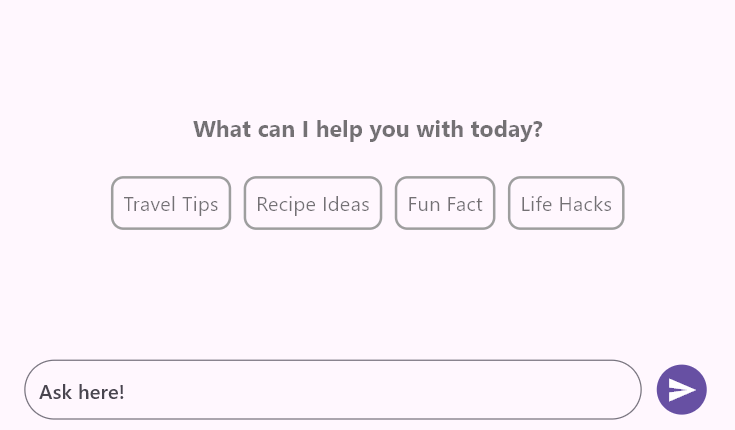 What can I help you with today?
Travel Tips Recipe Ideas Fun Fact Life Hacks
Ask here!